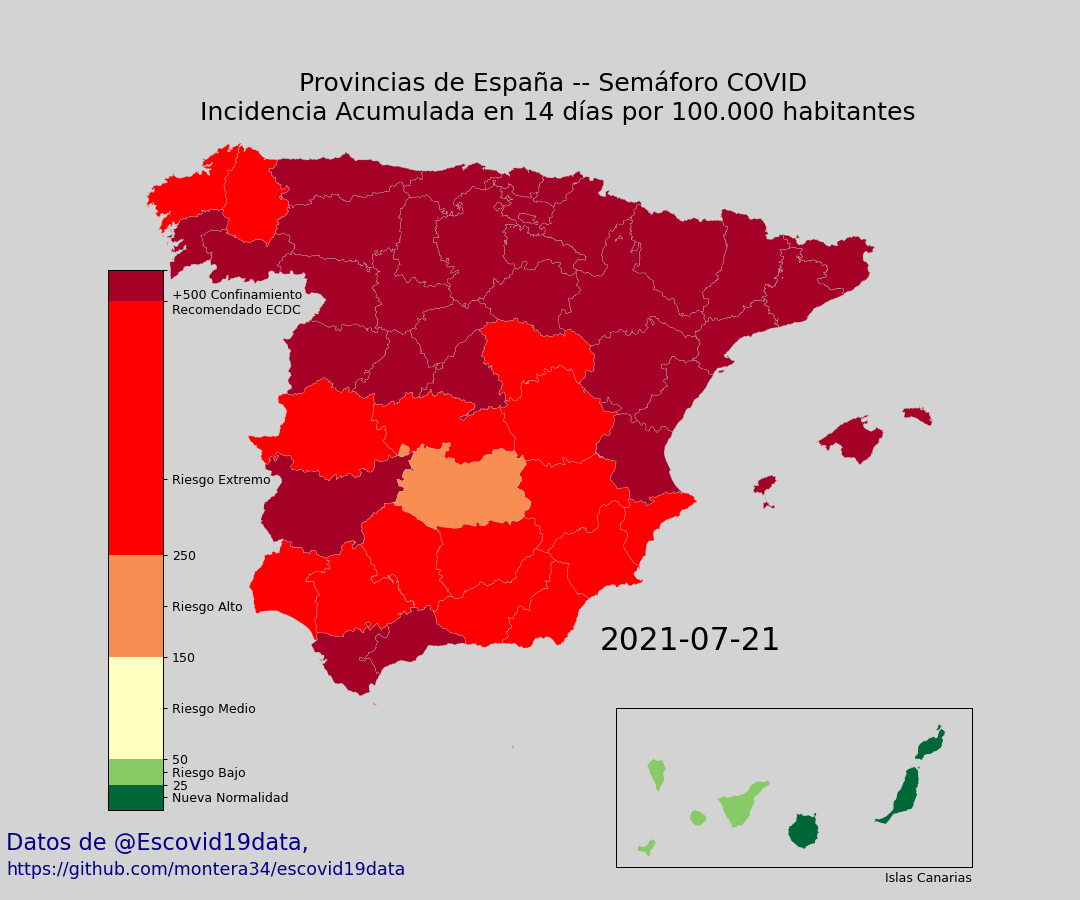 Provincias de España -- Semáforo COVID
Incidencia Acumulada en 14 días por 100.000 habitantes
+500 Confinamiento
Recomendado ECDC
Riesgo Extremo
250
Riesgo Alto
2021-07-21
150
Riesgo Medio
50
Riesgo Bajo
25
Nueva Normalidad
Datos de @Escovid19data,
https://github.com/montera34/escovid19data
Islas Canarias